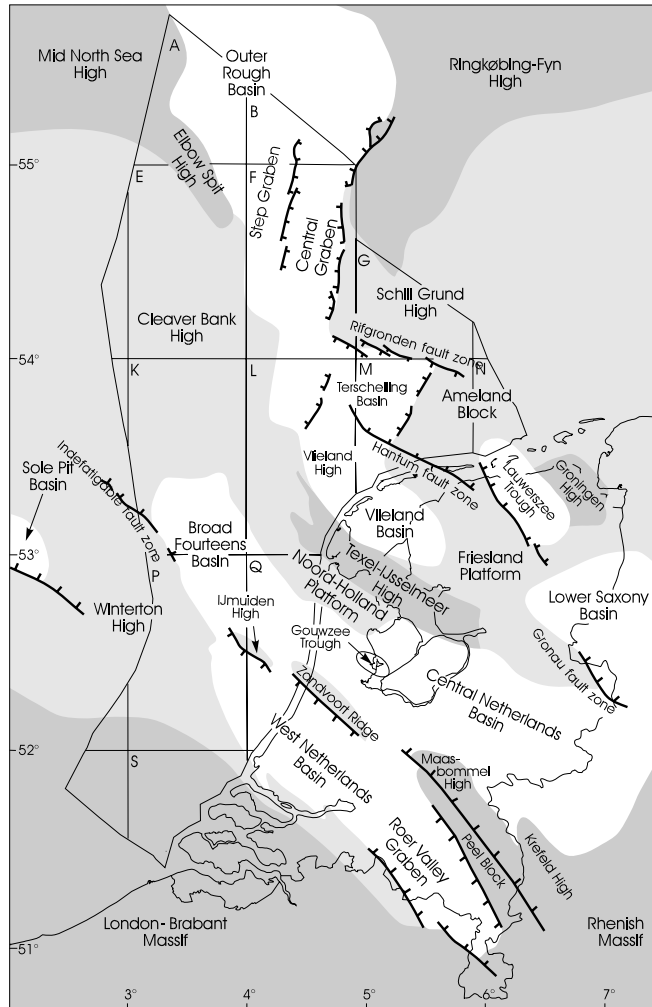 A
Mid North Sea
High
Outer
Rough
Basin
Ringkøbing-Fyn
High
B
55°
E
Elbow Spit
High
F
Step Graben
Central
Graben
G
Schill Grund
High
Cleaver Bank
High
Rifgronden fault zone
54°
K
L
M
N
Terschelling
Basin
Ameland
Block
Vlieland
High
Hantum fault zone
Lauwerszee
Trough
Groningen
High
Sole Pit
Basin
Indefatigable fault zone
Broad
Fourteens
Basin
Vlieland
Basin
53°
P
Q
Texel-IJsselmeer
High
Friesland
Platform
Noord-Holland
Platform
Winterton
High
IJmuiden
High
Lower Saxony
Basin
Gouwzee
Trough
Gronau fault zone
Central Netherlands
Basin
Zandvoort Ridge
52°
S
West Netherlands
Basin
Maas-
bommel
High
Roer Valley
Graben
Peel Block
Krefeld High
London-Brabant
Massif
Rhenish
Massif
51°
3°
4°
5°
6°
7°